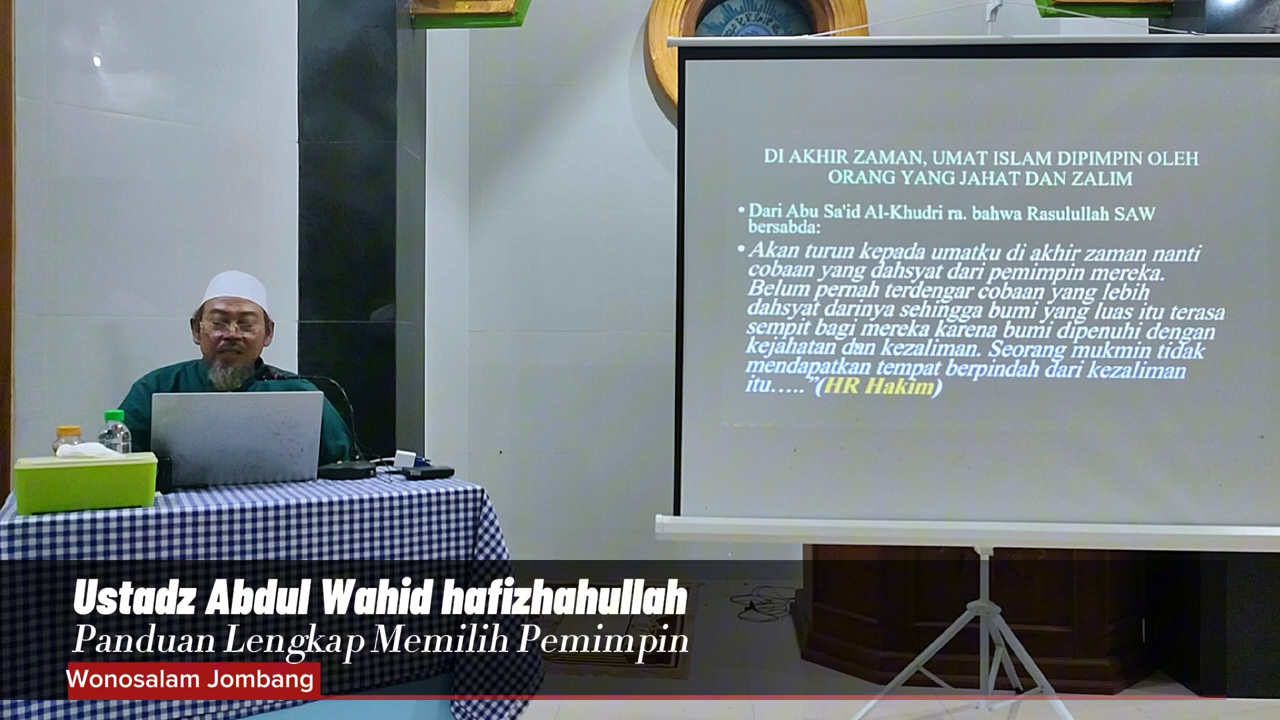 DI AKHIR ZAMAN, UMAT ISLAM DIPIMPIN OLEH
ORANG YANG JAHAT DAN ZALIM
• Dari Abu Sa'id Al-Khudri ra. bahwa Rasulullah SAW
bersabda:
• Akan turun kepada umatku di akhir zaman nanti
cobaan yang dahsyat dari pemimpin mereka.
Belum pernah terdengar cobaan yang lebih
dahsyat darinya sehingga bumi yang luas itu terasa
sempit bagi mereka karena bumi dipenuhi dengan
kejahatan dan kezaliman. Seorang mukmin tidak
mendapatkan tempat berpindah dari kezaliman
itu….. ”(HR Hakim)
Ustadz Abdul Wahid hafizhahullah
Panduan Lengkap Memilih Pemimpin
Wonosalam Jombang